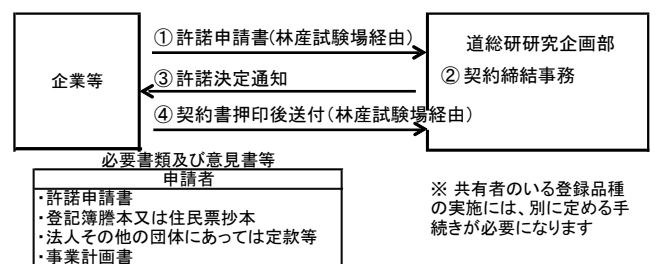 ①許諾申請書(林産試験場経由)
企業等
道総研研究企画部
②契約締結事務
③許諾決定通知
④契約書押印後送付(林産試験場経由)
必要書類及び意見書等
申請者
・許諾申請書
・登記簿謄本又は住民票抄本
・法人その他の団体にあっては定款等
・事業計画書
※ 共有者のいる登録品種
の実施には、別に定める手
続きが必要になります